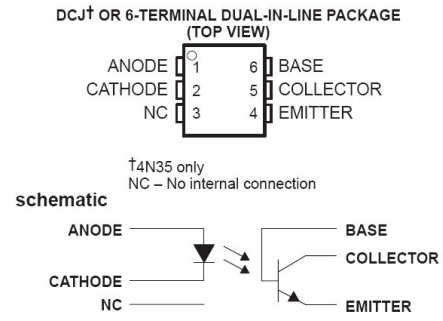 DCJ† OR 6-TERMINAL DUAL-IN-LINE PACKAGE
(TOP VIEW)
ANODE 1 6 BASE
CATHODE 2 5 COLLECTOR
NC 3 4 EMITTER
†4N35 only
NC – No internal connection
schematic
ANODE BASE
COLLECTOR
CATHODE
NC EMITTER